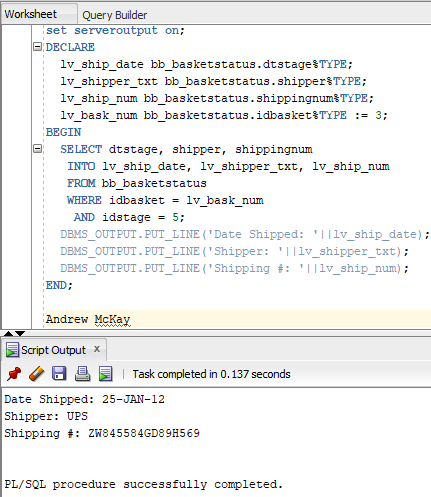 Worksheet Query Builder
set serveroutput on;
DECLARE
lv_ship_date bb_basketstatus.dtstage%TYPE;
lv_shipper_txt bb_basketstatus.shipper%TYPE;
lv_ship_num bb_basketstatus.shippingnum%TYPE;
lv_bask_num bb_basketstatus.idbasket%TYPE := 3;
BEGIN
SELECT dtstage, shipper, shippingnum
INTO lv_ship_date, lv_shipper_txt, lv_ship_num
FROM bb_basketstatus
WHERE idbasket = lv_bask_num
AND idstage = 5;
DBMS_OUTPUT.PUT_LINE('Date Shipped: '||lv_ship_date);
DBMS_OUTPUT.PUT_LINE('Shipper: '||lv_shipper_txt);
DBMS_OUTPUT.PUT_LINE('Shipping #: '||lv_ship_num);
END;
Andrew McKay
Script Output x
Task completed in 0.137 seconds
Date Shipped: 25-JAN-12
Shipper: UPS
Shipping #: ZW845584GD89H569
PL/SQL procedure successfully completed.